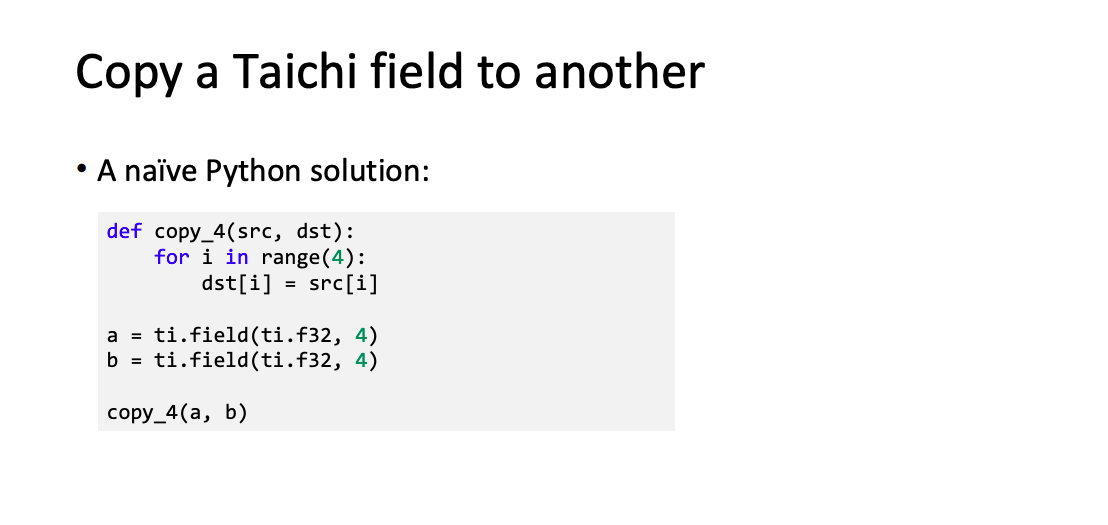 Copy a Taichi field to another
• A naïve Python solution:
def copy_4(src, dst):
    for i in range(4):
        dst[i] = src[i]
a = ti.field(ti.f32, 4)
b = ti.field(ti.f32, 4)
copy_4(a, b)